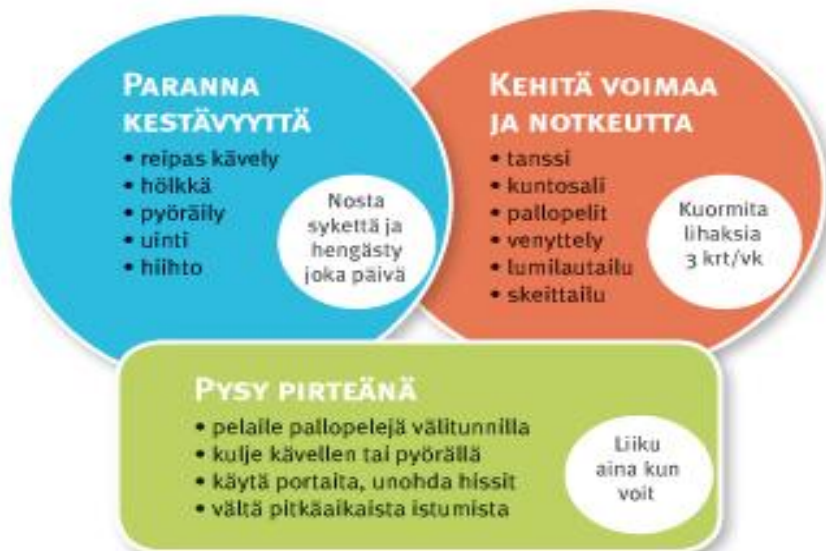 PARANNA
KESTÄVYYTTÄ
• reipas kävely
• hölkkä
• pyöräily
• uinti
• hiihto
Nosta
sykettä ja
hengästy
joka päivä
KEHITÄ VOIMAA
JA NOTKEUTTA
• tanssi
• kuntosali
• pallopelit
• venyttely
• lumilautailu
• skeittailu
Kuormita
lihaksia
3 krt/vk
PYSY PIRTEÄNÄ
• pelaile pallopelejä välitunnilla
• kulje kävellen tai pyörällä
• käytä portaita, unohda hissit
• vältä pitkäaikaista istumista
Liiku
aina kun
voit